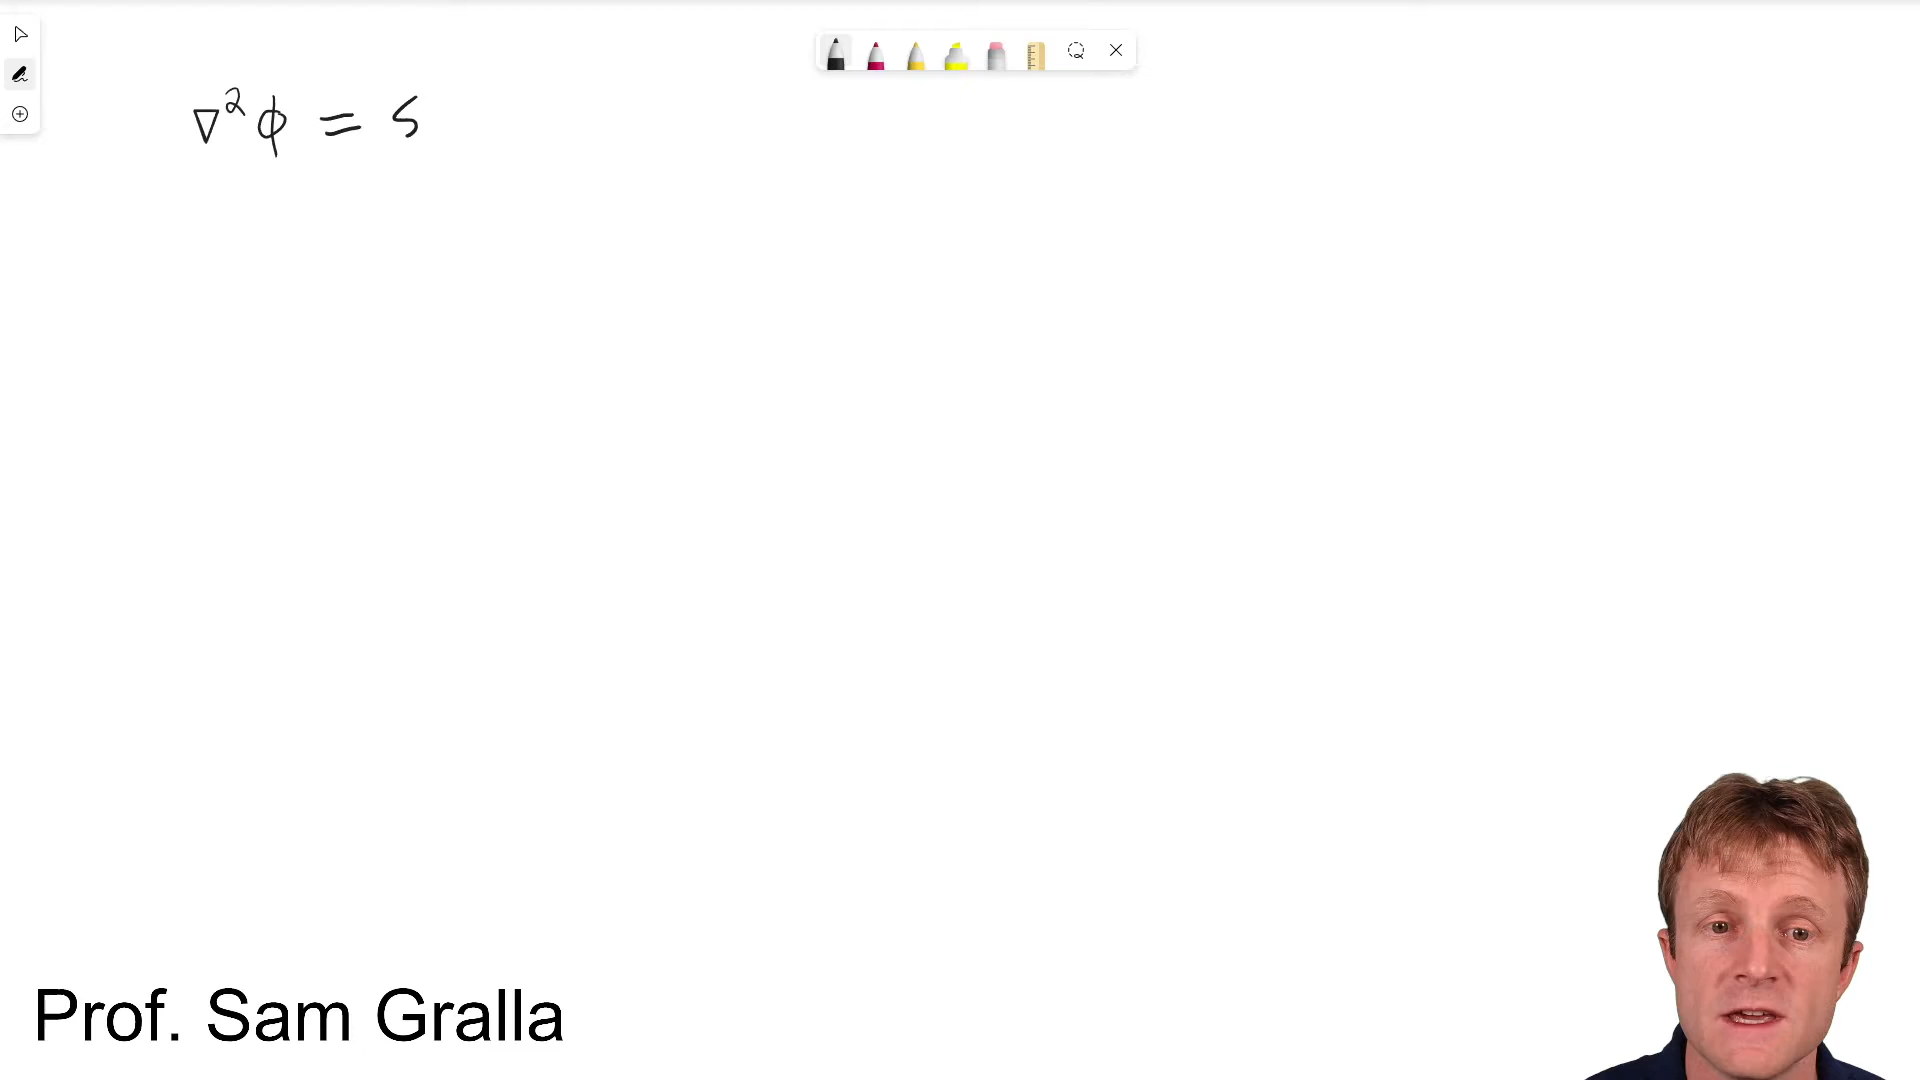 ∇²φ = S
Prof. Sam Gralla